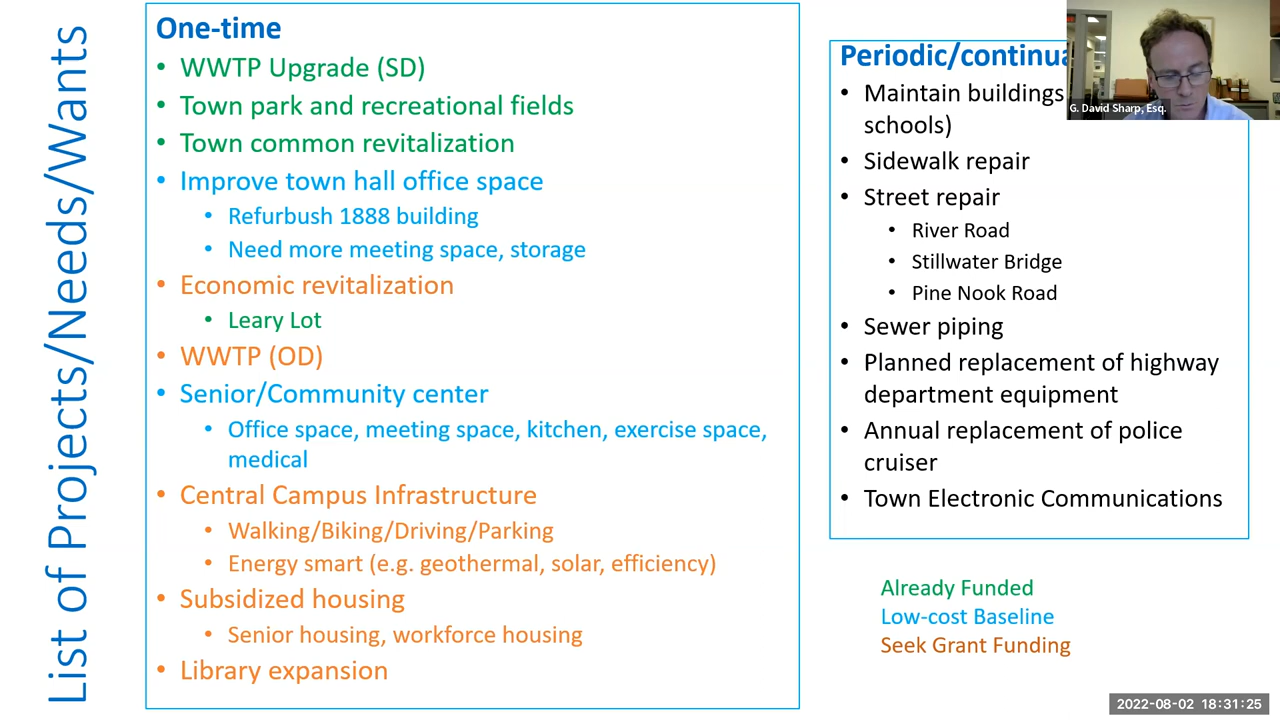 List of Projects/Needs/Wants
One-time
• WWTP Upgrade (SD)
• Town park and recreational fields
• Town common revitalization
• Improve town hall office space
• Refurbush 1888 building
• Need more meeting space, storage
• Economic revitalization
• Leary Lot
• WWTP (OD)
• Senior/Community center
• Office space, meeting space, kitchen, exercise space,
medical
• Central Campus Infrastructure
• Walking/Biking/Driving/Parking
• Energy smart (e.g. geothermal, solar, efficiency)
• Subsidized housing
• Senior housing, workforce housing
• Library expansion
• Maintain buildings
schools)
• Sidewalk repair
• Street repair
• River Road
• Stillwater Bridge
• Pine Nook Road
• Sewer piping
• Planned replacement of highway
department equipment
• Annual replacement of police
cruiser
• Town Electronic Communications
Already Funded
Low-cost Baseline
Seek Grant Funding
G. David Sharp, Esq.
2022-08-02 18:31:25